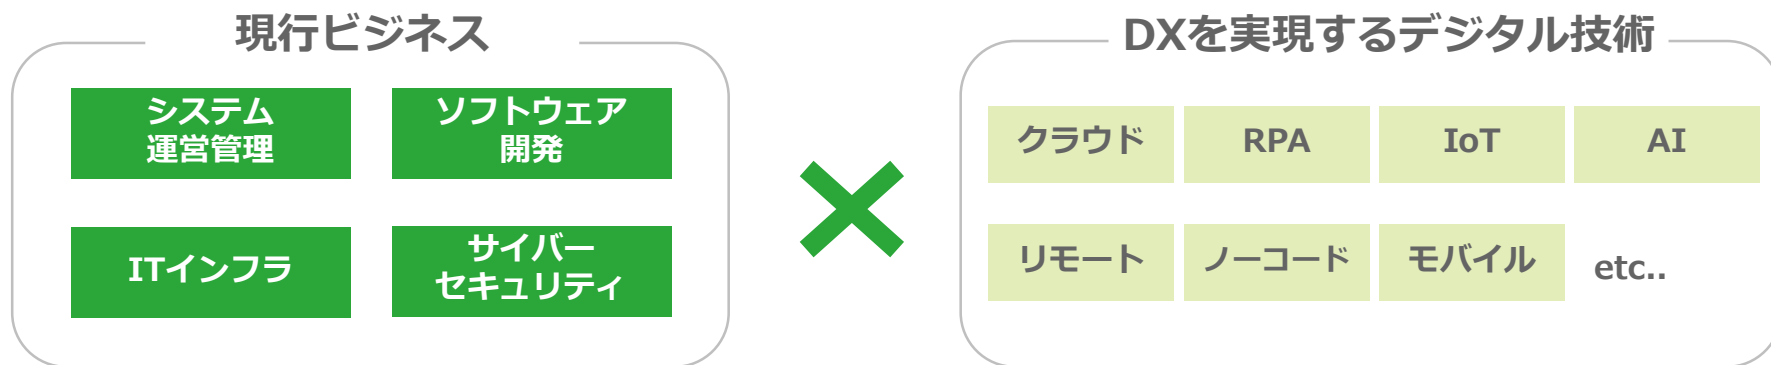 現行ビジネス
システム
運営管理
ソフトウェア
開発
ITインフラ
サイバー
セキュリティ
DXを実現するデジタル技術
クラウド
RPA
IoT
AI
リモート
ノーコード
モバイル
etc..